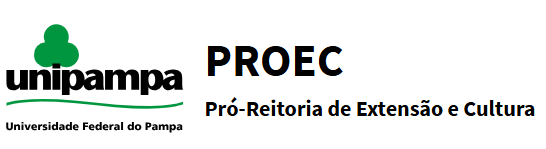 unipampa
Universidade Federal do Pampa
PROEC
Pró-Reitoria de Extensão e Cultura